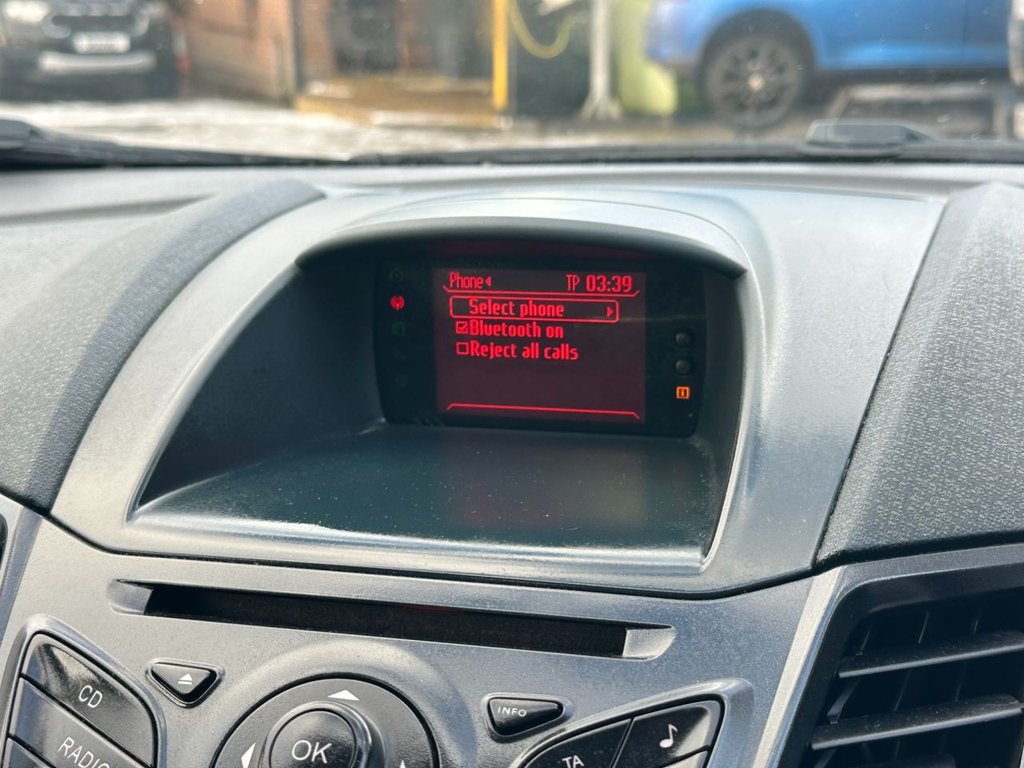 Phone TP 03:39
Select phone
Bluetooth on
Reject all calls
CD
RADIO
OK
INFO
TA